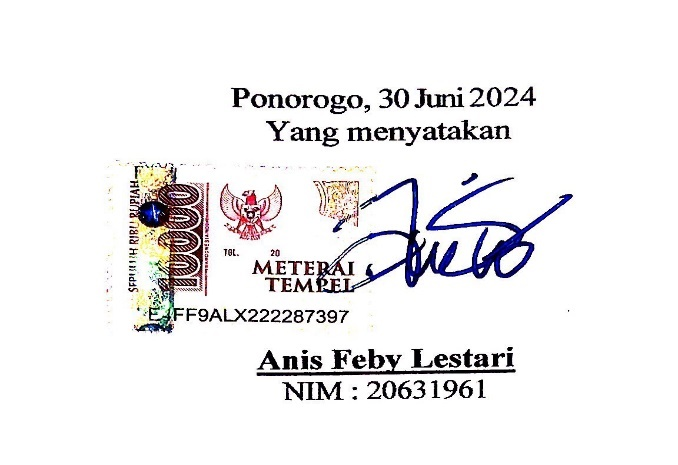 Ponorogo, 30 Juni 2024
Yang menyatakan
SEPULUH RIBU RUPIAH
10000
TGL. 20
METERAI
TEMPEL
FF9ALX222287397
Anis Feby Lestari
NIM : 20631961